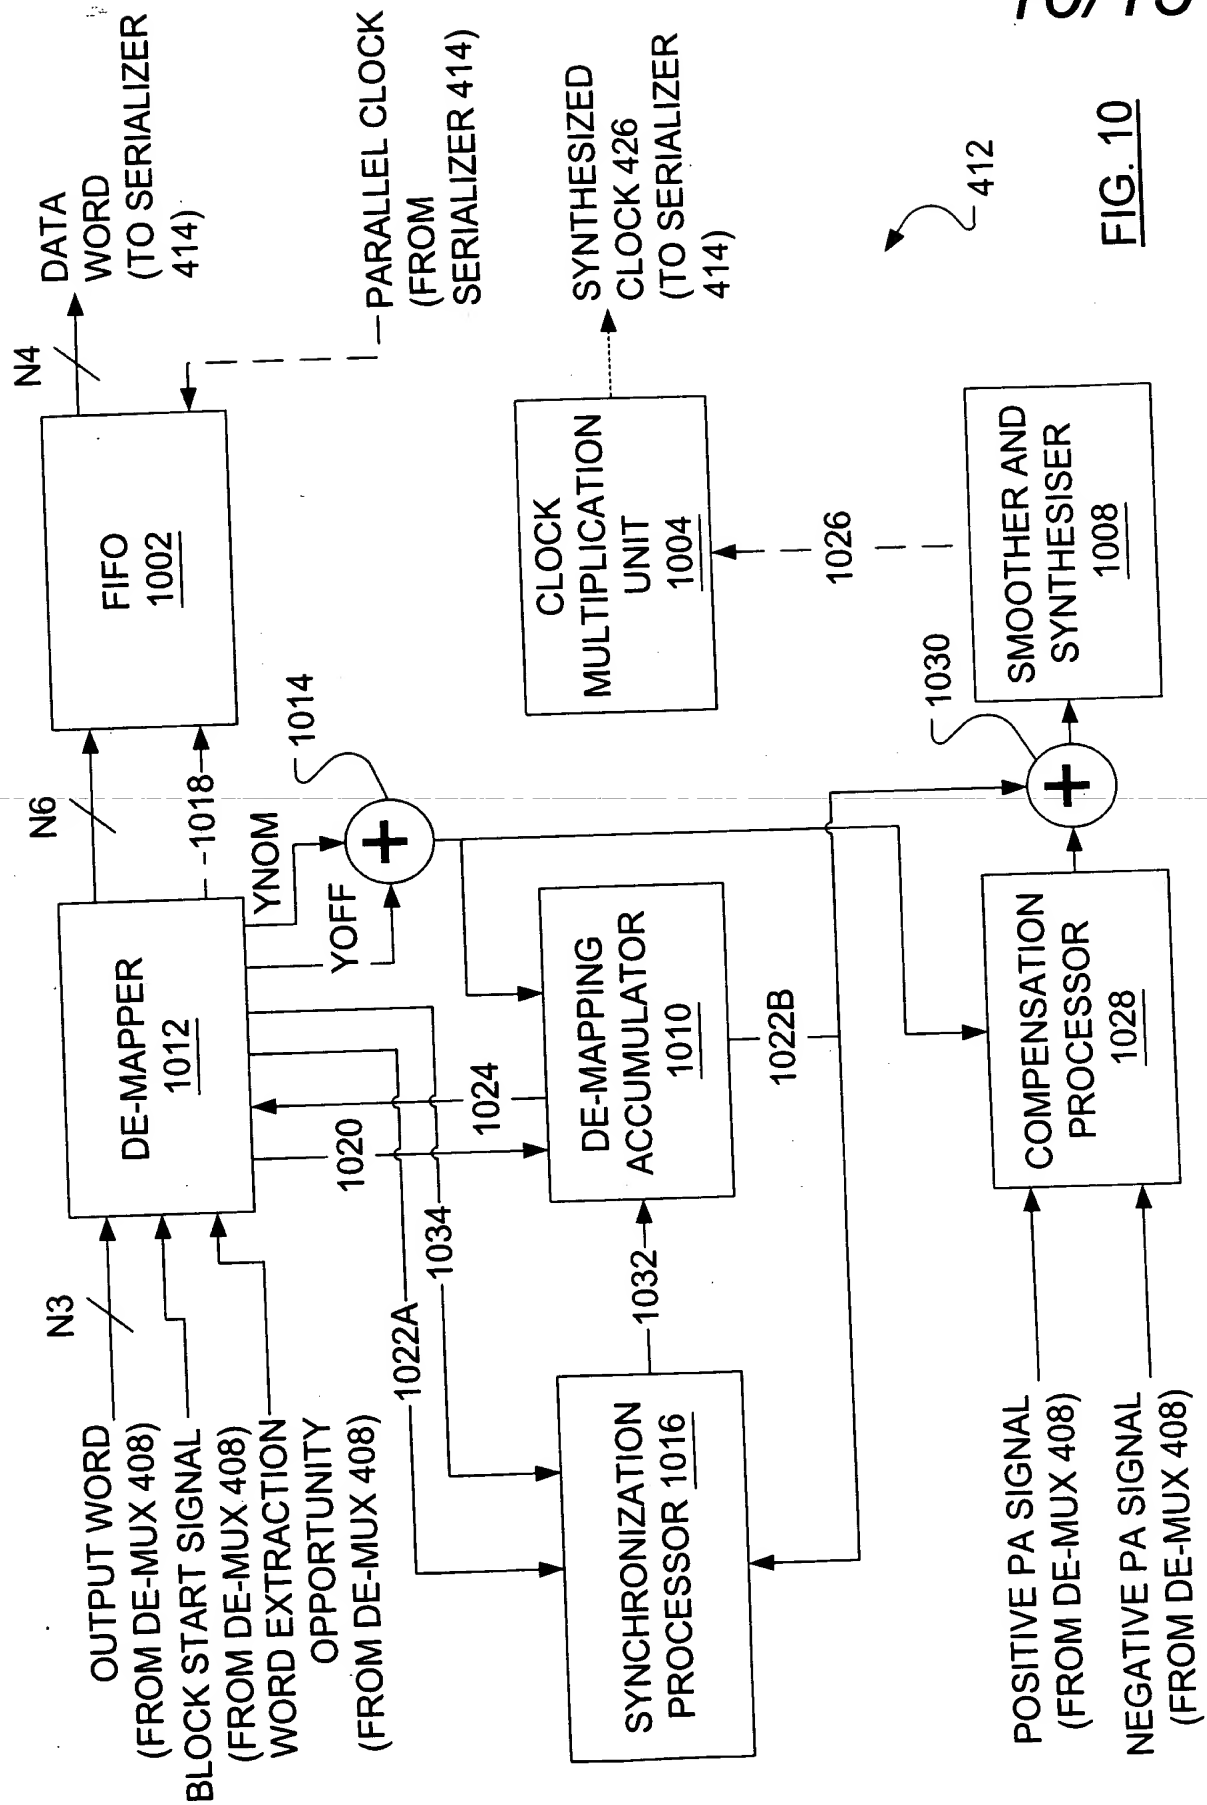 OUTPUT WORD
(FROM DE-MUX 408)
BLOCK START SIGNAL
(FROM DE-MUX 408)
WORD EXTRACTION
OPPORTUNITY
(FROM DE-MUX 408)
N3
DE-MAPPER
1012
N6
1018
FIFO
1002
N4
DATA
WORD
(TO SERIALIZER
414)
PARALLEL CLOCK
(FROM
SERIALIZER 414)
YNOM
YOFF
1014
+
1020
1024
1034
1022A
SYNCHRONIZATION
PROCESSOR 1016
1032
DE-MAPPING
ACCUMULATOR
1010
1022B
CLOCK
MULTIPLICATION
UNIT
1004
SYNTHESIZED
CLOCK 426
(TO SERIALIZER
414)
1026
POSITIVE PA SIGNAL
(FROM DE-MUX 408)
NEGATIVE PA SIGNAL
(FROM DE-MUX 408)
COMPENSATION
PROCESSOR
1028
+
1030
SMOOTHER AND
SYNTHESISER
1008
412
FIG. 10